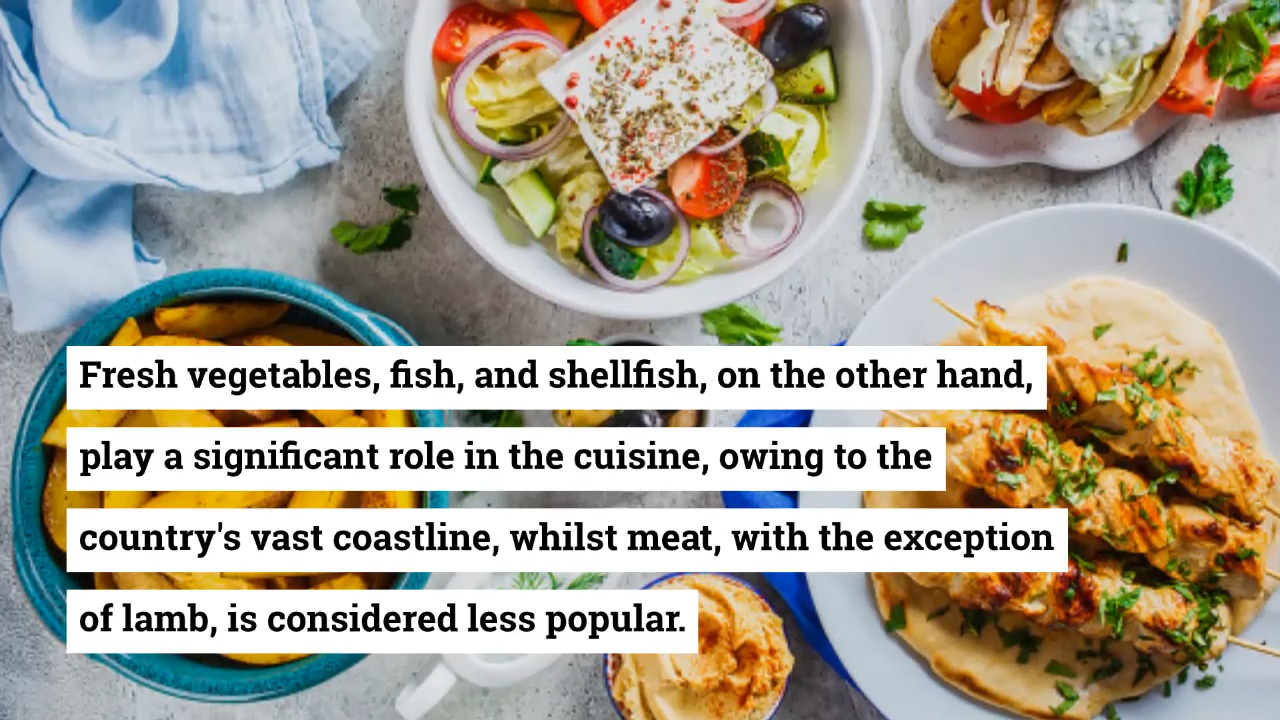 Fresh vegetables, fish, and shellfish, on the other hand,
play a significant role in the cuisine, owing to the
country's vast coastline, whilst meat, with the exception
of lamb, is considered less popular.